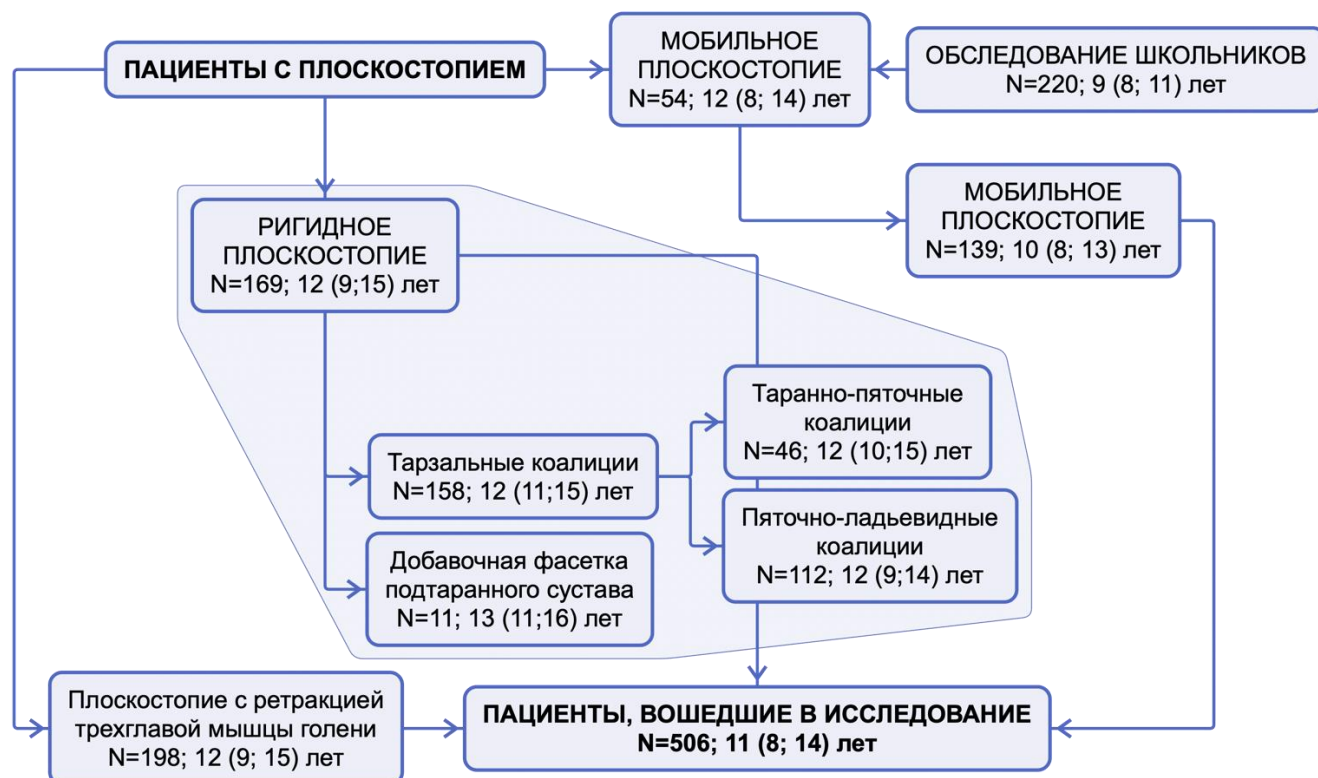 ПАЦИЕНТЫ С ПЛОСКОСТОПИЕМ
МОБИЛЬНОЕ
ПЛОСКОСТОПИЕ
N=54; 12 (8; 14) лет
ОБСЛЕДОВАНИЕ ШКОЛЬНИКОВ
N=220; 9 (8; 11) лет
МОБИЛЬНОЕ
ПЛОСКОСТОПИЕ
N=139; 10 (8; 13) лет
РИГИДНОЕ
ПЛОСКОСТОПИЕ
N=169; 12 (9;15) лет
Таранно-пяточные
коалиции
N=46; 12 (10;15) лет
Тарзальные коалиции
N=158; 12 (11;15) лет
Пяточно-ладьевидные
коалиции
N=112; 12 (9;14) лет
Добавочная фасетка
подтаранного сустава
N=11; 13 (11;16) лет
Плоскостопие с ретракцией
трехглавой мышцы голени
N=198; 12 (9; 15) лет
ПАЦИЕНТЫ, ВОШЕДШИЕ В ИССЛЕДОВАНИЕ
N=506; 11 (8; 14) лет